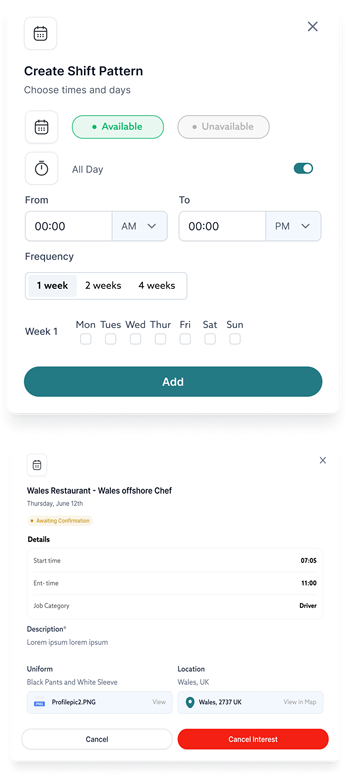 Create Shift Pattern
Choose times and days
Available Unavailable
All Day
From To
00:00 AM 00:00 PM
Frequency
1 week 2 weeks 4 weeks
Mon Tues Wed Thur Fri Sat Sun
Week 1
Add
Wales Restaurant - Wales offshore Chef
Thursday, June 12th
Awaiting Confirmation
Details
Start time 07:05
Ent- time 11:00
Job Category Driver
Description*
Lorem ipsum lorem ipsum
Uniform Location
Black Pants and White Sleeve Wales, UK
PNG Profilepic2.PNG View Wales, 2737 UK View in Map
Cancel Cancel Interest